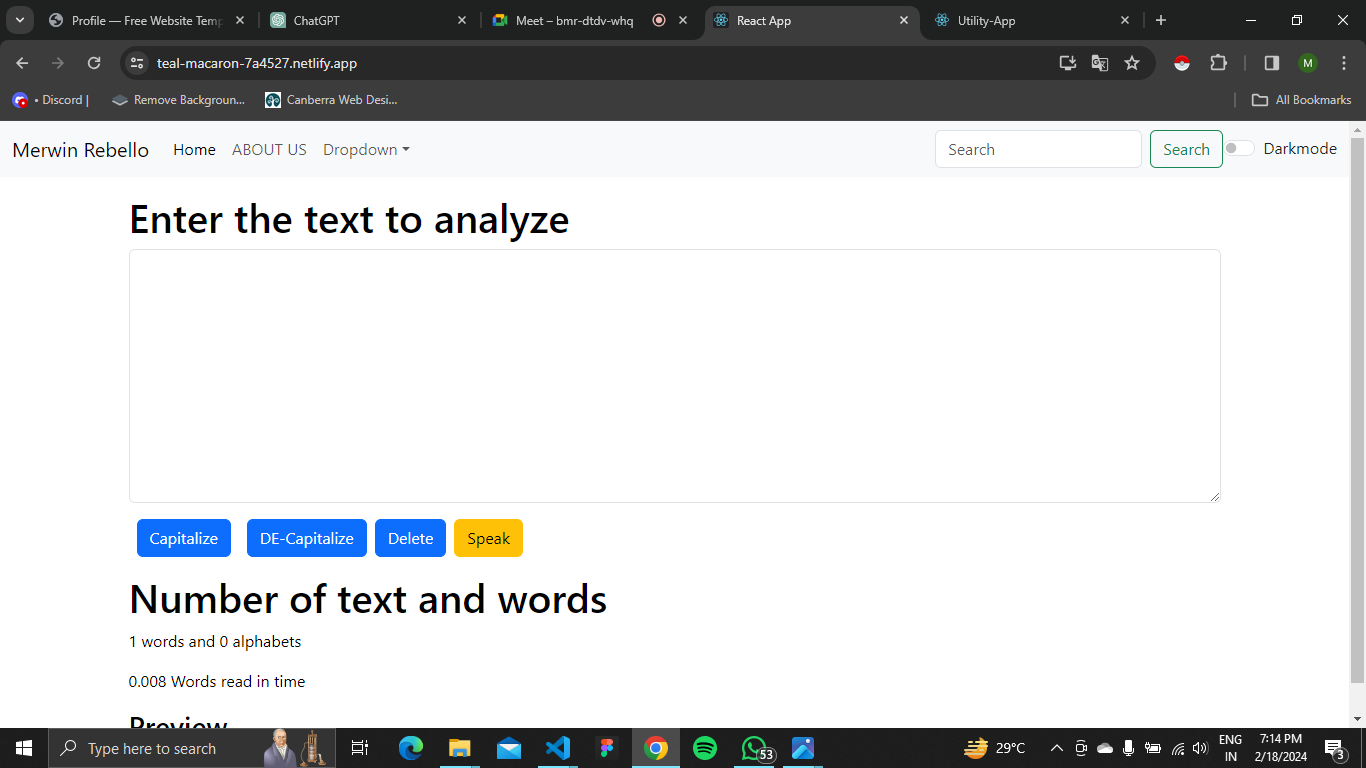 Profile — Free Website Temp
ChatGPT
Meet – bmr-dtdv-whq
React App
Utility-App
teal-macaron-7a4527.netlify.app
M
• Discord |
Remove Backgroun...
Canberra Web Desi...
All Bookmarks
Merwin Rebello
Home
ABOUT US
Dropdown
Search
Search
Darkmode
Enter the text to analyze
Capitalize
DE-Capitalize
Delete
Speak
Number of text and words
1 words and 0 alphabets
0.008 Words read in time
Preview
Type here to search
53
29°C
ENG
IN
7:14 PM
2/18/2024
3